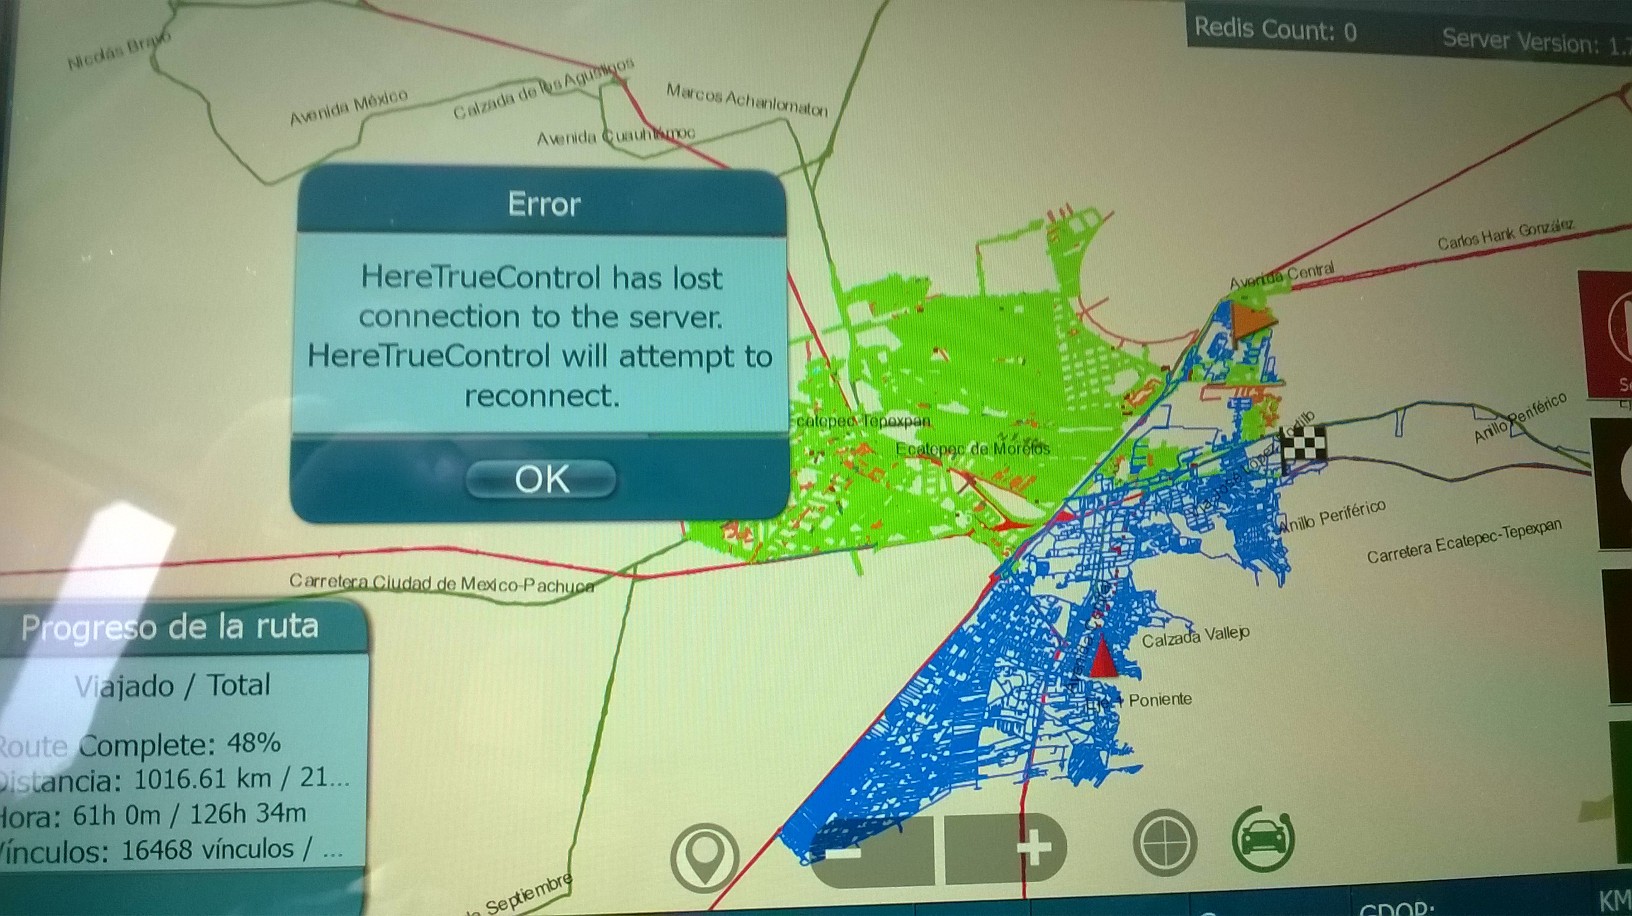 Redis Count: 0
Server Version: 1.7
Nicolás Bravo
Avenida México
Calzada de los Agustinos
Marcos Achanlomaton
Avenida Cuauhtémoc
Error
HereTrueControl has lost
connection to the server.
HereTrueControl will attempt to
reconnect.
OK
Carlos Hank González
Avenida Central
catepec-Tepexpan
Ecatepec de Morelos
Anillo Periférico
Anillo Periférico
Carretera Ecatepec-Tepexpan
Carretera Ciudad de Mexico-Pachuca
Calzada Vallejo
Poniente
Progreso de la ruta
Viajado / Total
Route Complete: 48%
Distancia: 1016.61 km / 21...
Hora: 61h 0m / 126h 34m
Vínculos: 16468 vínculos / ...
Septiembre
GDOP:
KM